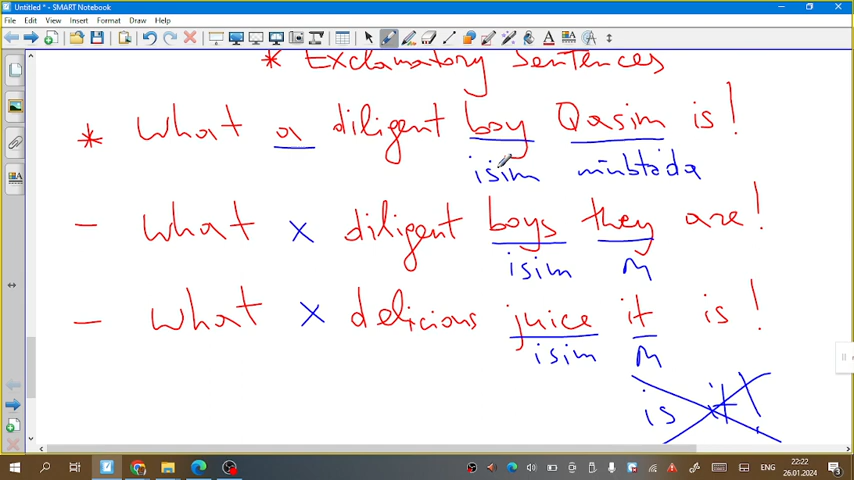 Untitled * - SMART Notebook
File Edit View Insert Format Draw Help
* Exclamatory Sentences
* What a diligent boy Qasim is!
isim mubtada
- What x diligent boys they are!
isim M
- What x delicious juice it is!
isim M
is it!
ENG
22:22
26.01.2024
3